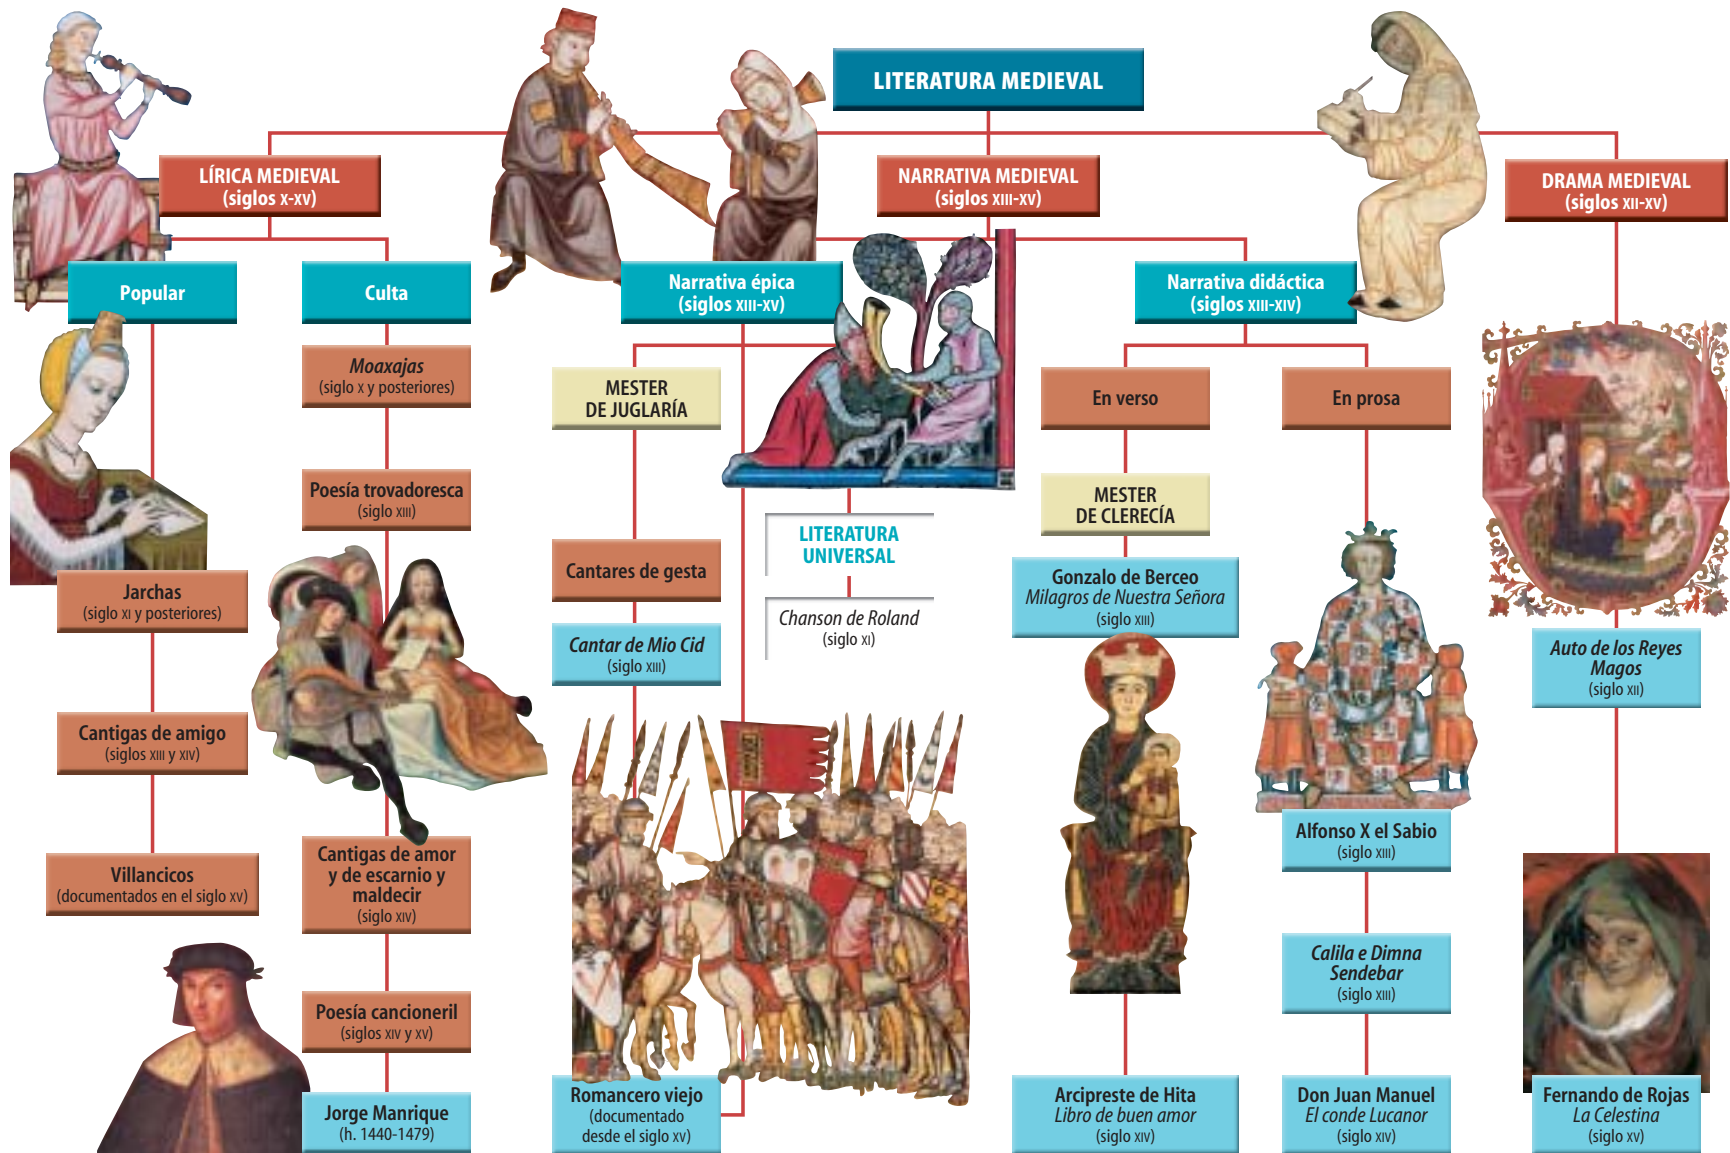 LITERATURA MEDIEVAL
LÍRICA MEDIEVAL
(siglos X-XV)
Popular
Jarchas
(siglo XI y posteriores)
Cantigas de amigo
(siglos XIII y XIV)
Villancicos
(documentados en el siglo XV)
Culta
Moaxajas
(siglo X y posteriores)
Poesía trovadoresca
(siglo XIII)
Cantigas de amor
y de escarnio y
maldecir
(siglo XIV)
Poesía cancioneril
(siglos XIV y XV)
Jorge Manrique
(h. 1440-1479)
NARRATIVA MEDIEVAL
(siglos XIII-XV)
Narrativa épica
(siglos XIII-XV)
MESTER
DE JUGLARÍA
Cantares de gesta
Cantar de Mio Cid
(siglo XIII)
Romancero viejo
(documentado
desde el siglo XV)
LITERATURA
UNIVERSAL
Chanson de Roland
(siglo XI)
Narrativa didáctica
(siglos XIII-XIV)
En verso
MESTER
DE CLERECÍA
Gonzalo de Berceo
Milagros de Nuestra Señora
(siglo XIII)
Arcipreste de Hita
Libro de buen amor
(siglo XIV)
En prosa
Alfonso X el Sabio
(siglo XIII)
Calila e Dimna
Sendebar
(siglo XIII)
Don Juan Manuel
El conde Lucanor
(siglo XIV)
DRAMA MEDIEVAL
(siglos XII-XV)
Auto de los Reyes
Magos
(siglo XII)
Fernando de Rojas
La Celestina
(siglo XV)